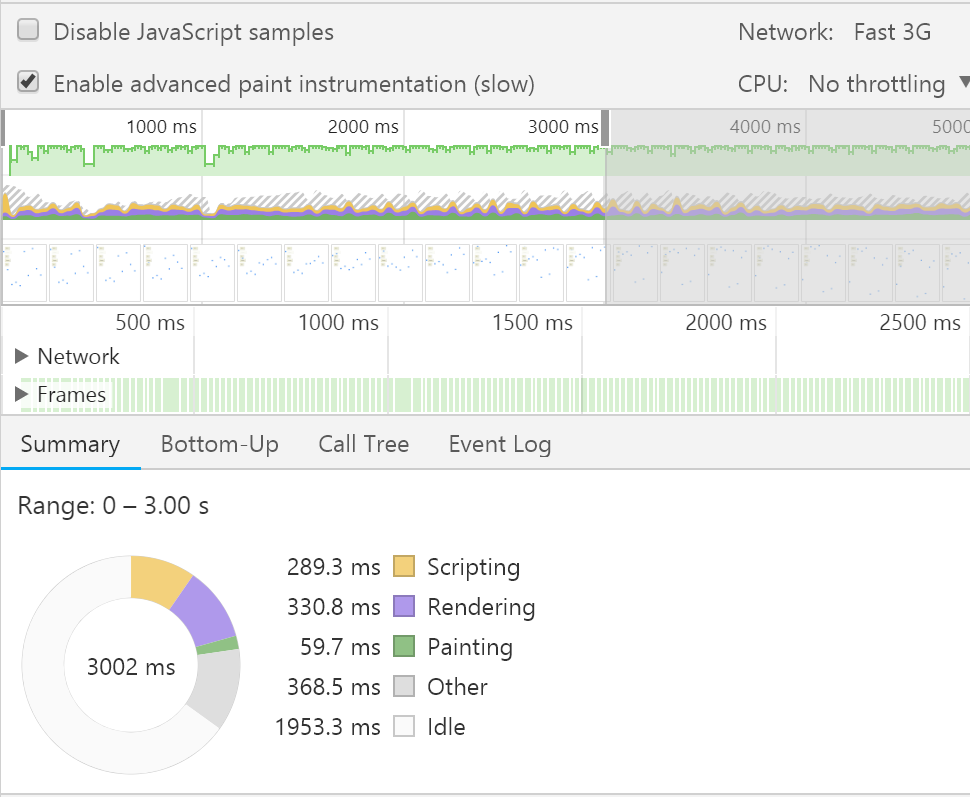 Disable JavaScript samples Network: Fast 3G
Enable advanced paint instrumentation (slow) CPU: No throttling
1000 ms 2000 ms 3000 ms 4000 ms 5000
500 ms 1000 ms 1500 ms 2000 ms 2500 ms
Network
Frames
Summary Bottom-Up Call Tree Event Log
Range: 0 – 3.00 s
289.3 ms Scripting
330.8 ms Rendering
59.7 ms Painting
3002 ms
368.5 ms Other
1953.3 ms Idle